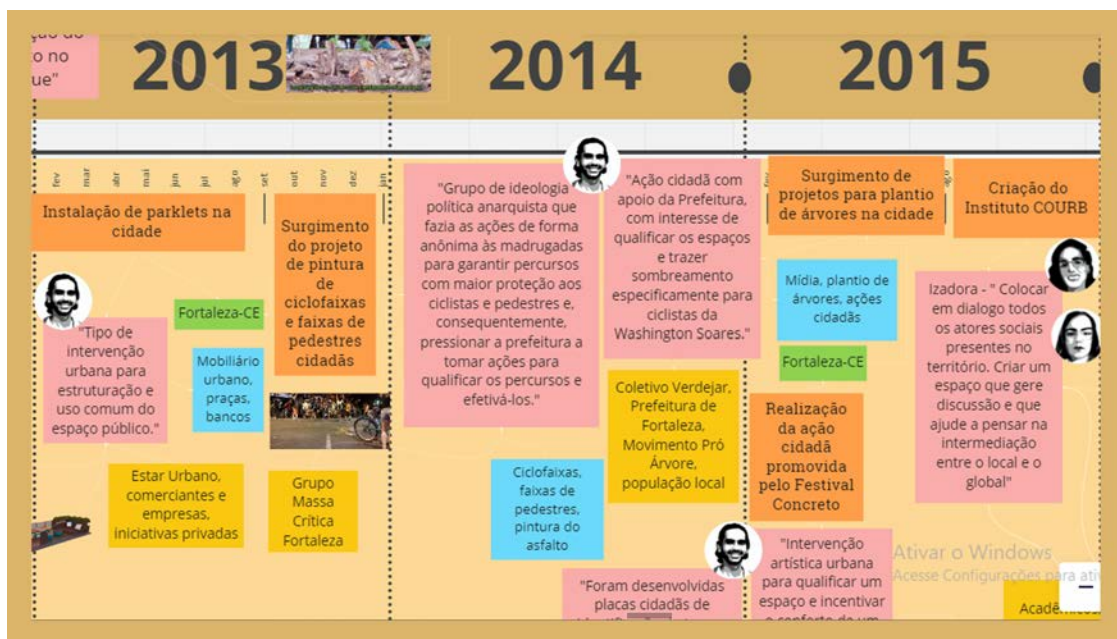 ção do
o no
ue"
2013
2014
2015
fev
mar
abr
mai
jun
jul
ago
set
out
nov
dez
jan
fev
ago
Instalação de parklets na
cidade
"Tipo de
intervenção
urbana para
estruturação e
uso comum do
espaço público."
Fortaleza-CE
Mobiliário
urbano,
praças,
bancos
Estar Urbano,
comerciantes e
empresas,
iniciativas privadas
Surgimento
do projeto
de pintura
de
ciclofaixas
e faixas de
pedestres
cidadãs
Grupo
Massa
Crítica
Fortaleza
"Grupo de ideologia
política anarquista que
fazia as ações de forma
anônima às madrugadas
para garantir percursos
com maior proteção aos
ciclistas e pedestres e,
consequentemente,
pressionar a prefeitura a
tomar ações para
qualificar os percursos e
efetivá-los."
Ciclofaixas,
faixas de
pedestres,
pintura do
asfalto
"Ação cidadã com
apoio da Prefeitura,
com interesse de
qualificar os espaços
e trazer
sombreamento
especificamente para
ciclistas da
Washington Soares."
Coletivo Verdejar,
Prefeitura de
Fortaleza,
Movimento Pró
Árvore,
população local
"Foram desenvolvidas
placas cidadãs de
Surgimento de
projetos para plantio
de árvores na cidade
Mídia, plantio de
árvores, ações
cidadãs
Fortaleza-CE
Realização
da ação
cidadã
promovida
pelo Festival
Concreto
"Intervenção
artística urbana
para qualificar um
espaço e incentivar
o conforto de um
Criação do
Instituto COURB
Izadora - " Colocar
em dialogo todos
os atores sociais
presentes no
território. Criar um
espaço que gere
discussão e que
ajude a pensar na
intermediação
entre o local e o
global"
Ativar o Windows
Acesse Configurações para ati
Acadêmicos